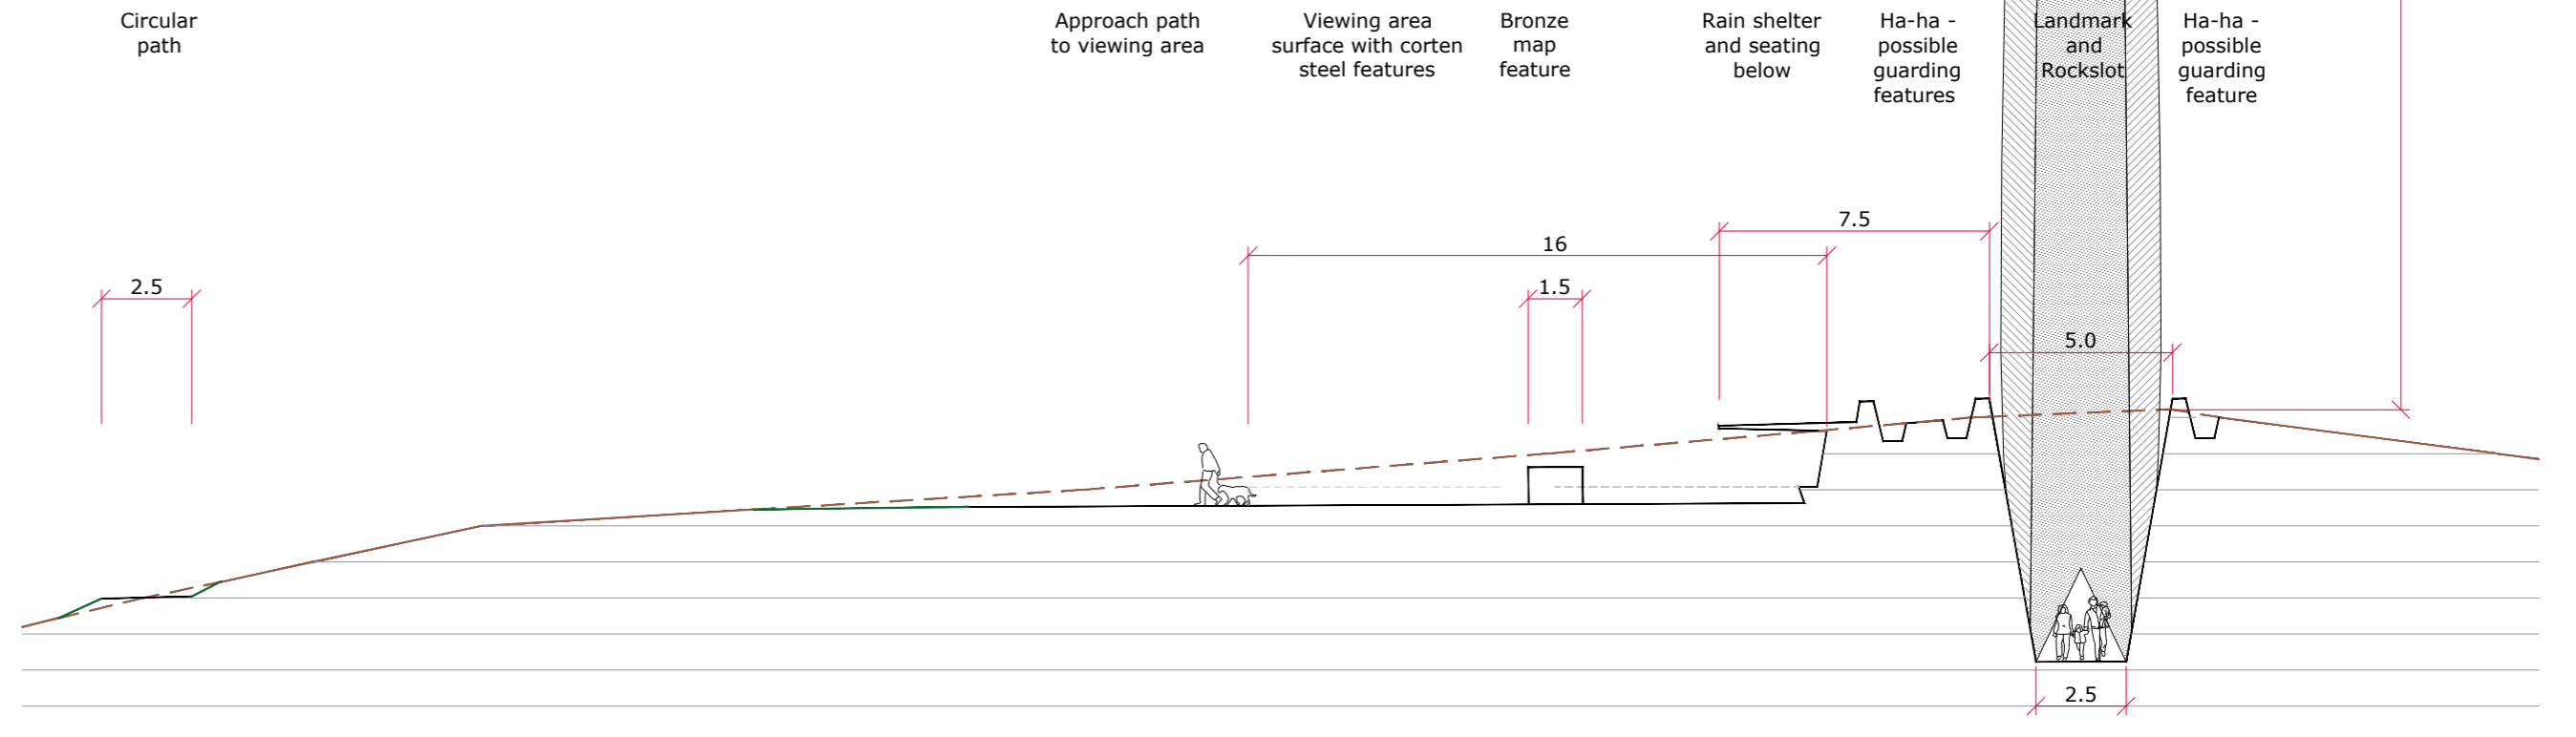 Circular
path
Approach path
to viewing area
Viewing area
surface with corten
steel features
Bronze
map
feature
Rain shelter
and seating
below
Ha-ha -
possible
guarding
features
Landmark
and
Rockslot
Ha-ha -
possible
guarding
feature
7.5
16
2.5
1.5
5.0
2.5